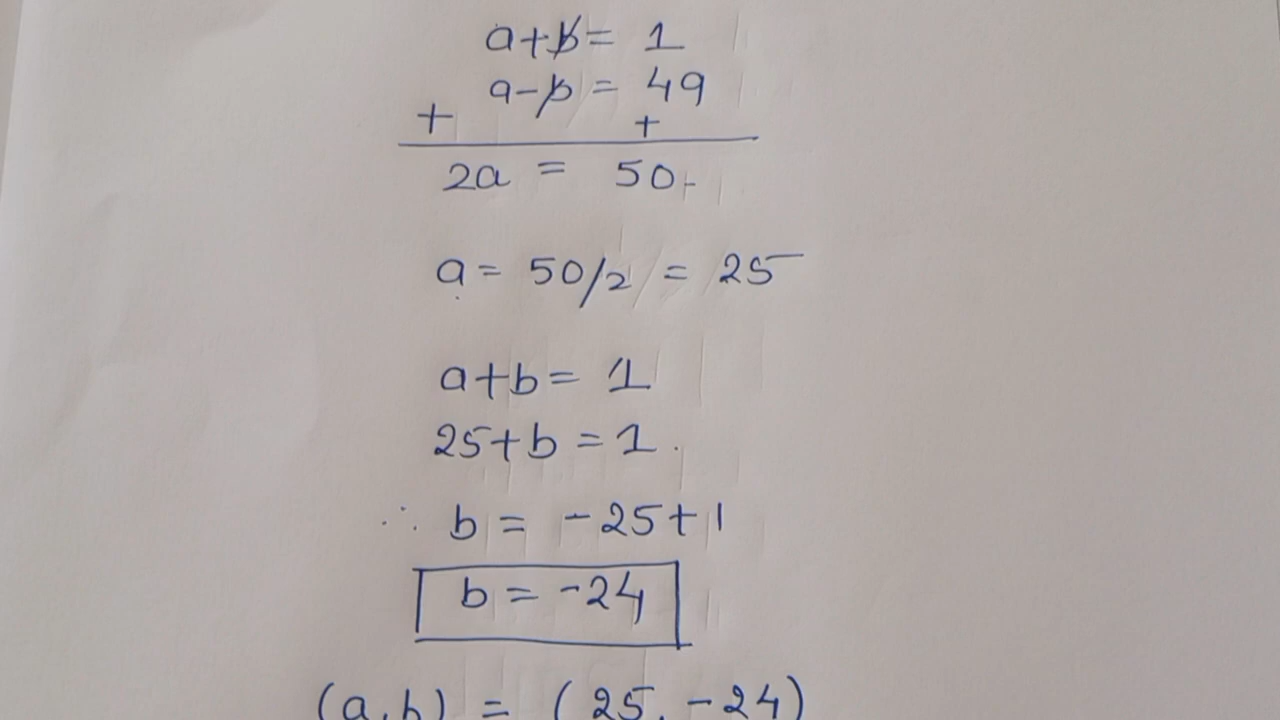 a+b= 1
a-b = 49
+ +
2a = 50
a = 50/2 = 25
a+b= 1
25+b =1.
∴ b = -25+1
b = -24
(a,b) = (25, -24)